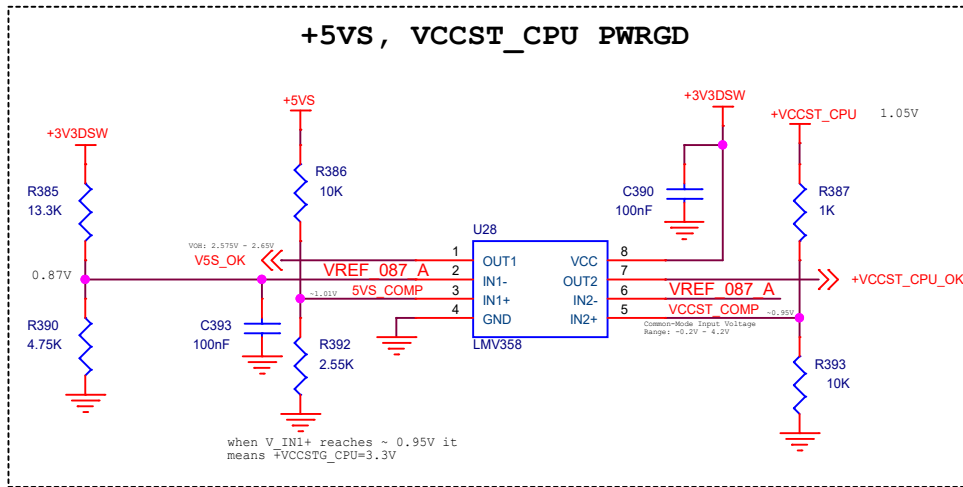 +5VS, VCCST_CPU PWRGD
+5VS
+3V3DSW
+VCCST_CPU
1.05V
+3V3DSW
R385
13.3K
R386
10K
C390
100nF
R387
1K
U28
VOH: 2.575V - 2.65V
V5S_OK
1
OUT1
VCC
8
0.87V
VREF_087_A
2
IN1-
OUT2
7
+VCCST_CPU_OK
~1.01V
5VS_COMP
3
IN1+
IN2-
6
VREF_087_A
4
GND
IN2+
5
VCCST_COMP
~0.95V
Common-Mode Input Voltage
Range: -0.2V - 4.2V
LMV358
R390
4.75K
C393
100nF
R392
2.55K
R393
10K
when V_IN1+ reaches ~ 0.95V it
means +VCCSTG_CPU=3.3V